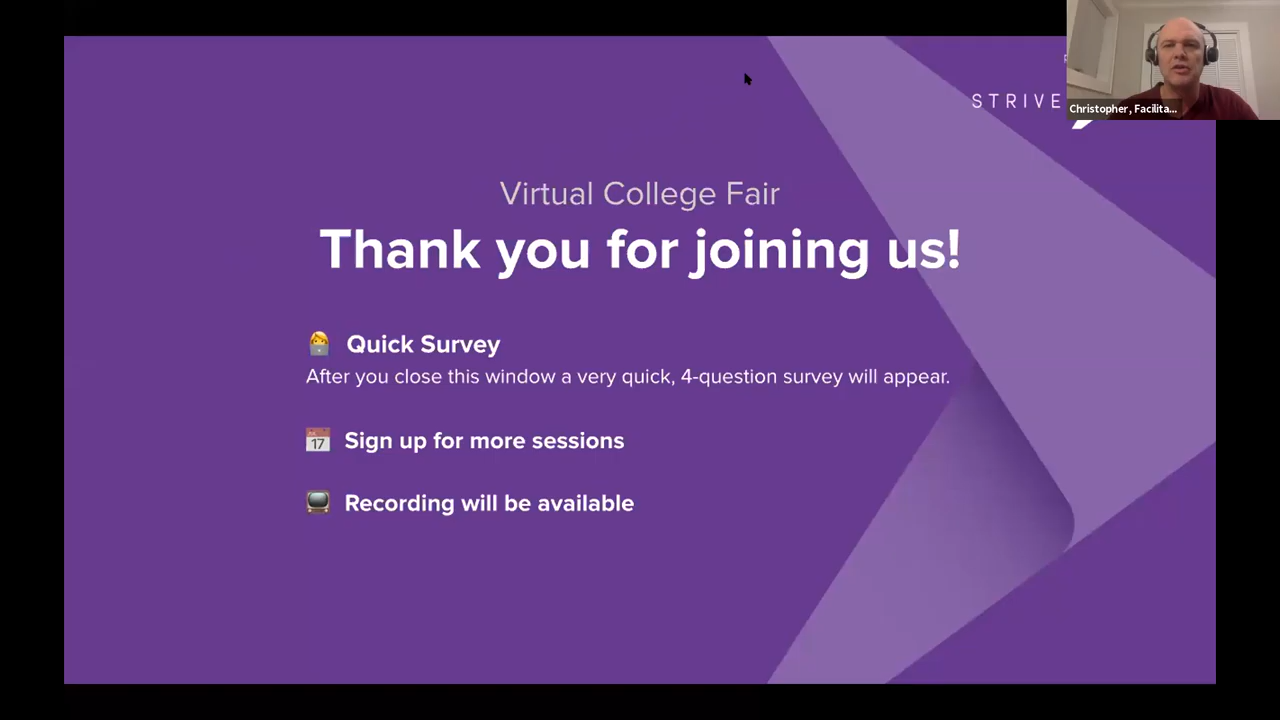 STRIVE
Christopher, Facilita...
Virtual College Fair
Thank you for joining us!
Quick Survey
After you close this window a very quick, 4-question survey will appear.
17
Sign up for more sessions
Recording will be available